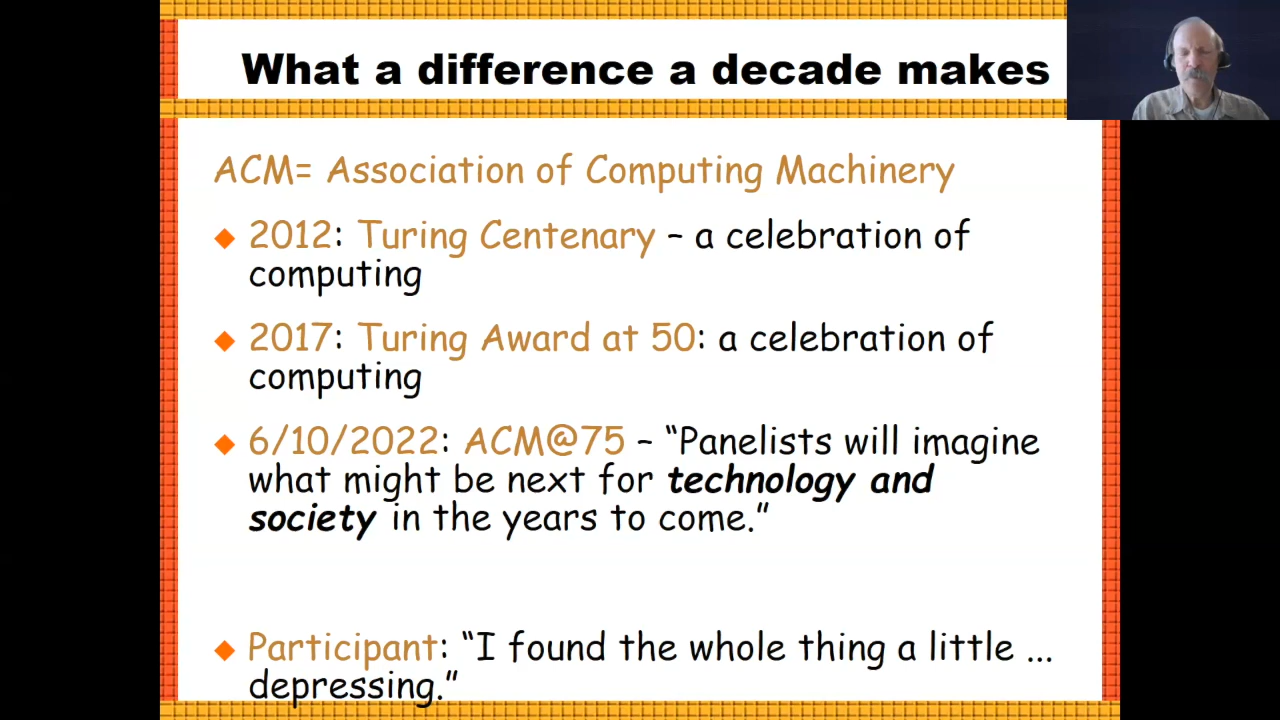 What a difference a decade makes
ACM= Association of Computing Machinery
◆ 2012: Turing Centenary – a celebration of
computing
◆ 2017: Turing Award at 50: a celebration of
computing
◆ 6/10/2022: ACM@75 – “Panelists will imagine
what might be next for technology and
society in the years to come.”
◆ Participant: “I found the whole thing a little ...
depressing.”